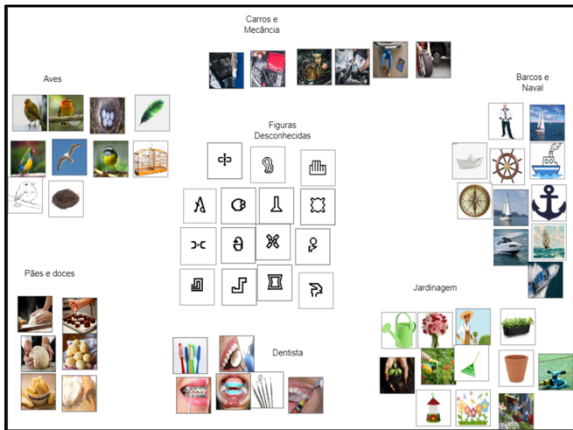 Carros e
Mecância
Aves
Barcos e
Naval
Figuras
Desconhecidas
Pães e doces
Jardinagem
Dentista